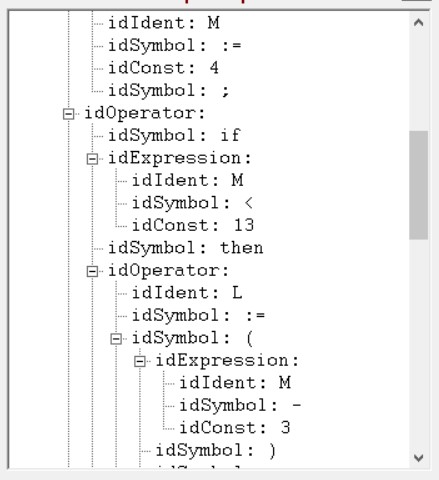 idIdent: M
idSymbol: :=
idConst: 4
idSymbol: ;
idOperator:
idSymbol: if
idExpression:
idIdent: M
idSymbol: <
idConst: 13
idSymbol: then
idOperator:
idIdent: L
idSymbol: :=
idSymbol: (
idExpression:
idIdent: M
idSymbol: -
idConst: 3
idSymbol: )